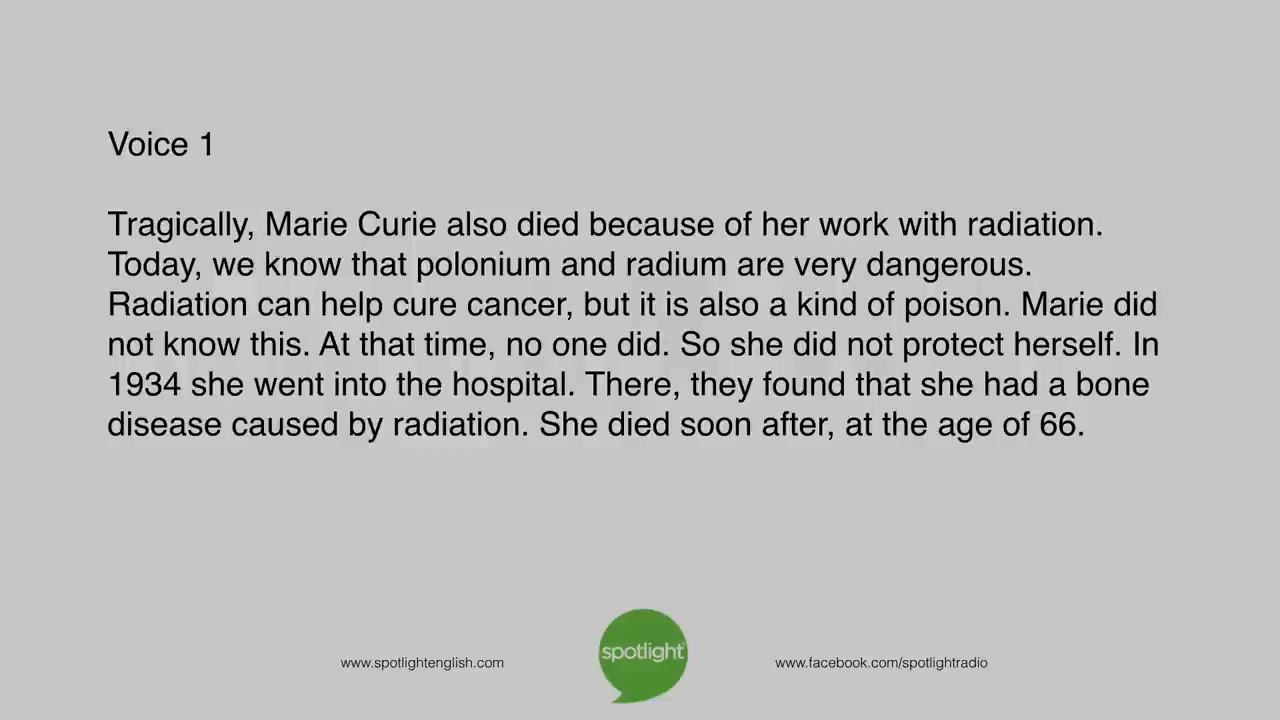 Voice 1
Tragically, Marie Curie also died because of her work with radiation.
Today, we know that polonium and radium are very dangerous.
Radiation can help cure cancer, but it is also a kind of poison. Marie did
not know this. At that time, no one did. So she did not protect herself. In
1934 she went into the hospital. There, they found that she had a bone
disease caused by radiation. She died soon after, at the age of 66.
www.spotlightenglish.com
spotlight
www.facebook.com/spotlightradio